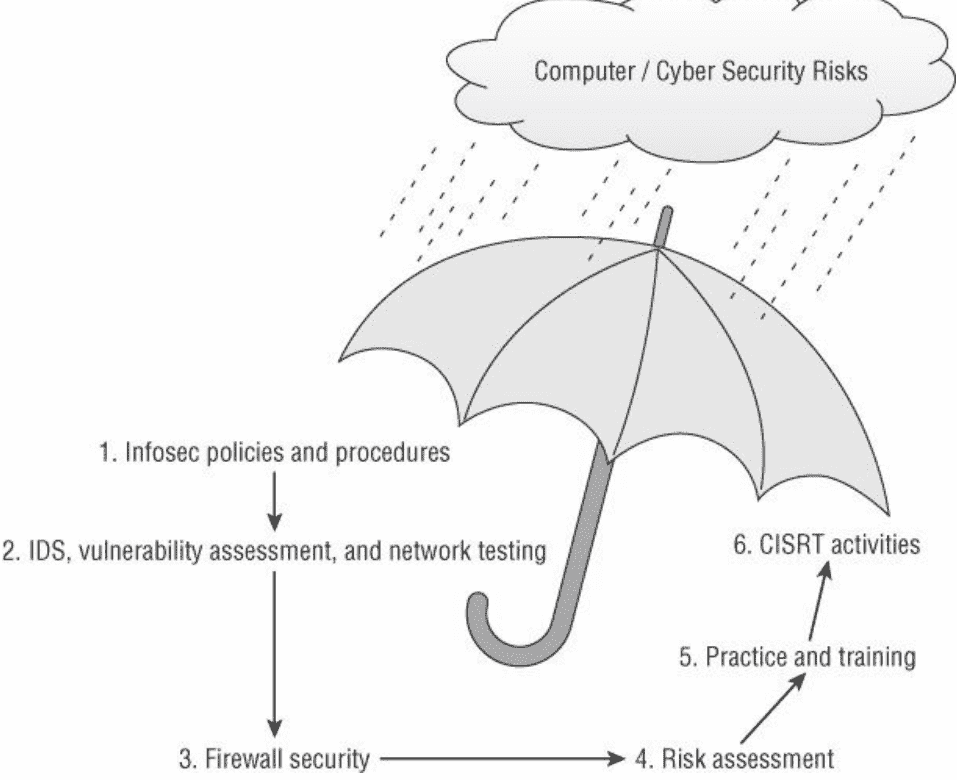 Computer / Cyber Security Risks
1. Infosec policies and procedures
2. IDS, vulnerability assessment, and network testing
3. Firewall security
4. Risk assessment
5. Practice and training
6. CISRT activities